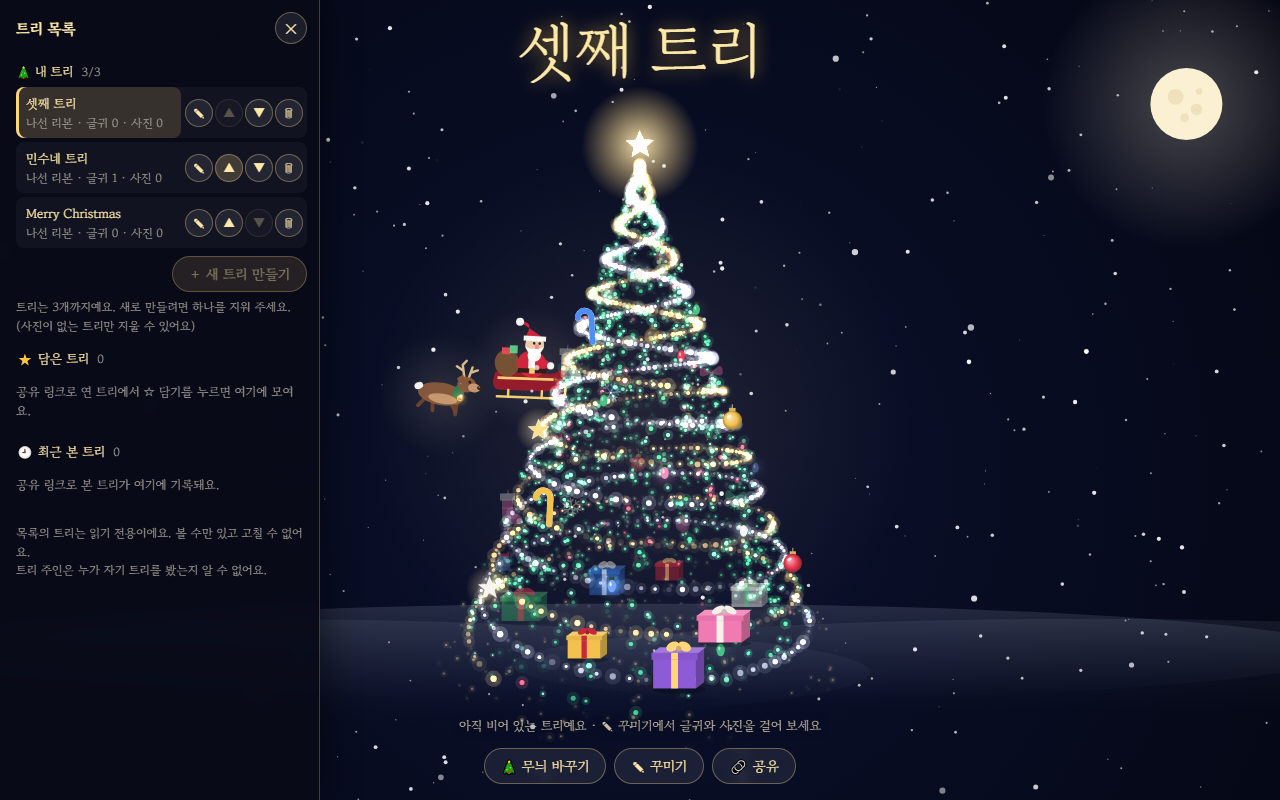 트리 목록
셋째 트리
🎄 내 트리 3/3
셋째 트리
나선 리본 · 글귀 0 · 사진 0
민수네 트리
나선 리본 · 글귀 1 · 사진 0
Merry Christmas
나선 리본 · 글귀 0 · 사진 0
+ 새 트리 만들기
트리는 3개까지예요. 새로 만들려면 하나를 지워 주세요.
(사진이 없는 트리만 지울 수 있어요)
⭐ 담은 트리 0
공유 링크로 연 트리에서 ☆ 담기를 누르면 여기에 모여
요.
🕘 최근 본 트리 0
공유 링크로 본 트리가 여기에 기록돼요.
목록의 트리는 읽기 전용이에요. 볼 수만 있고 고칠 수 없어
요.
트리 주인은 누가 자기 트리를 봤는지 알 수 없어요.
아직 비어 있는 트리예요 · ✏️ 꾸미기에서 글귀와 사진을 걸어 보세요
🎄 무늬 바꾸기
✏️ 꾸미기
🔗 공유